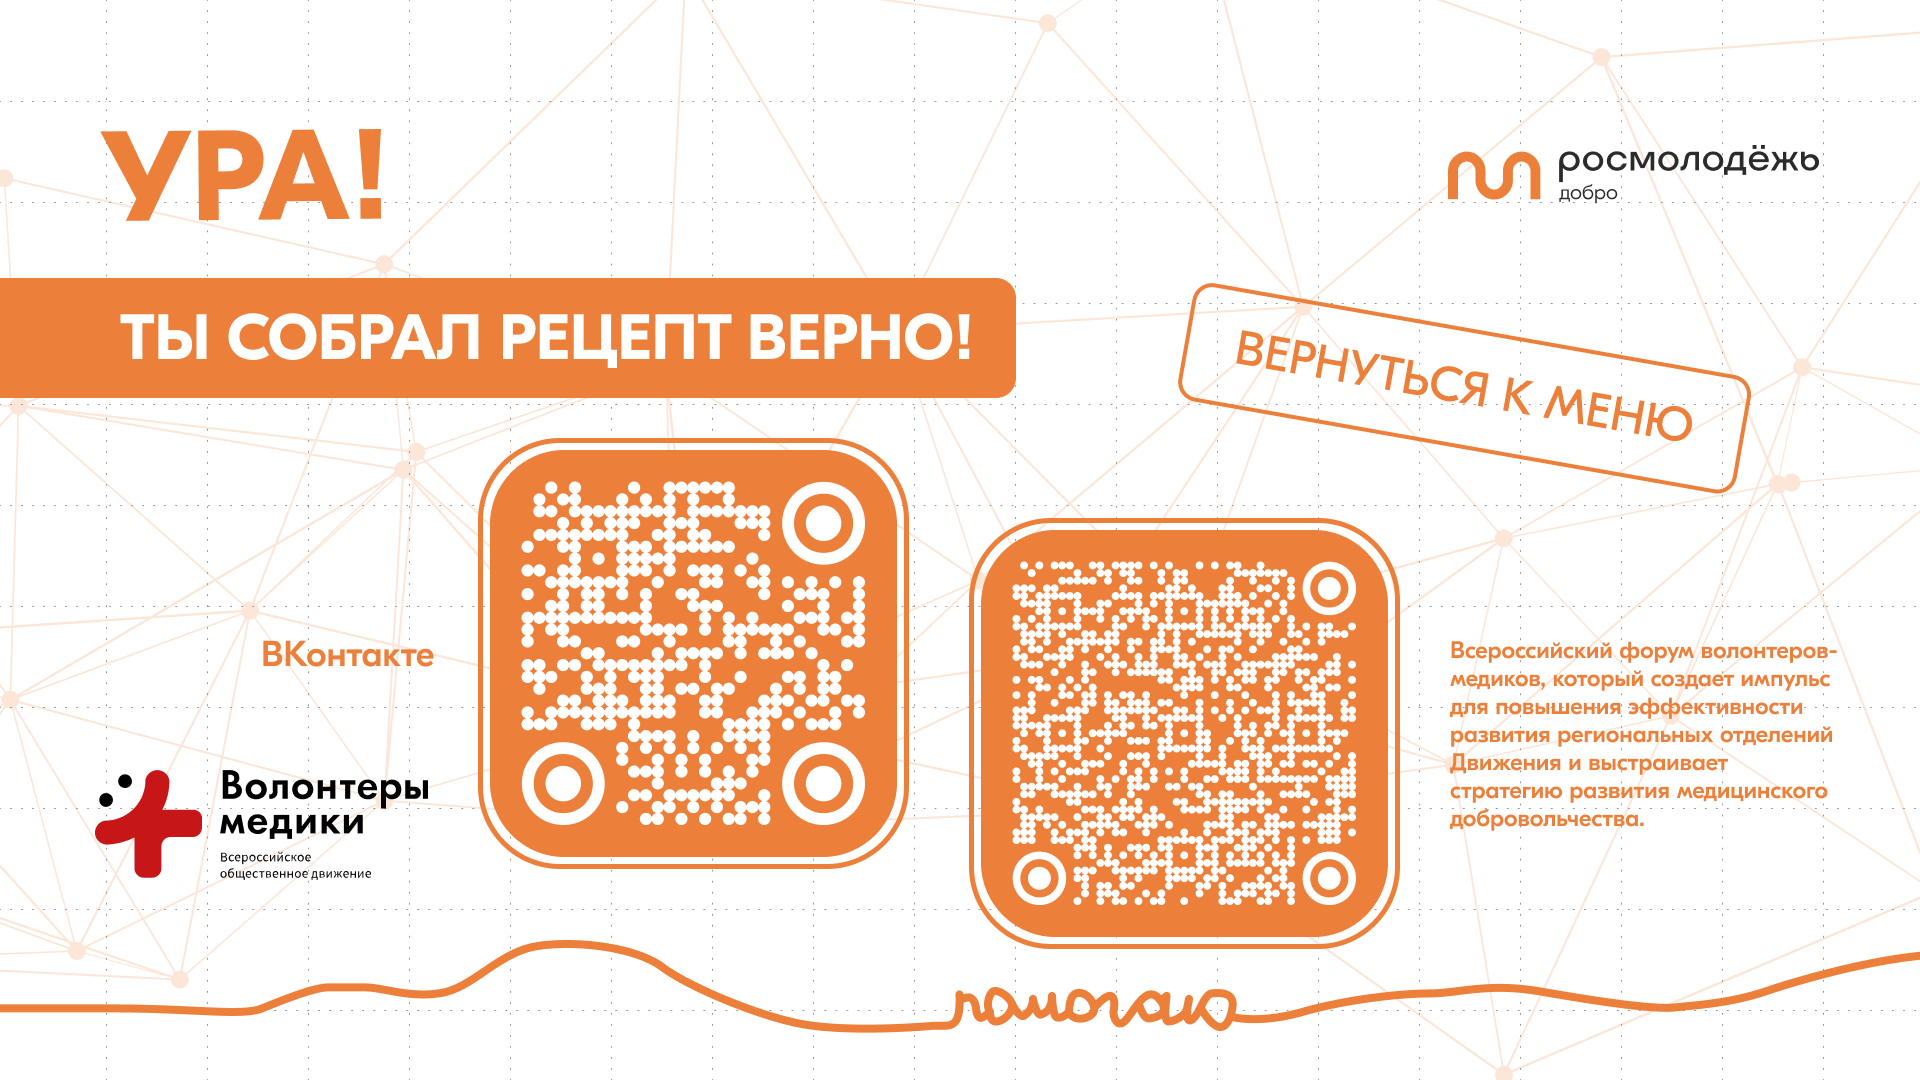 УРА!
росмолодёжь
добро
ТЫ СОБРАЛ РЕЦЕПТ ВЕРНО!
ВЕРНУТЬСЯ К МЕНЮ
ВКонтакте
Всероссийский форум волонтеров-
медиков, который создает импульс
для повышения эффективности
развития региональных отделений
Движения и выстраивает
стратегию развития медицинского
добровольчества.
Волонтеры
медики
Всероссийское
общественное движение
помогаю